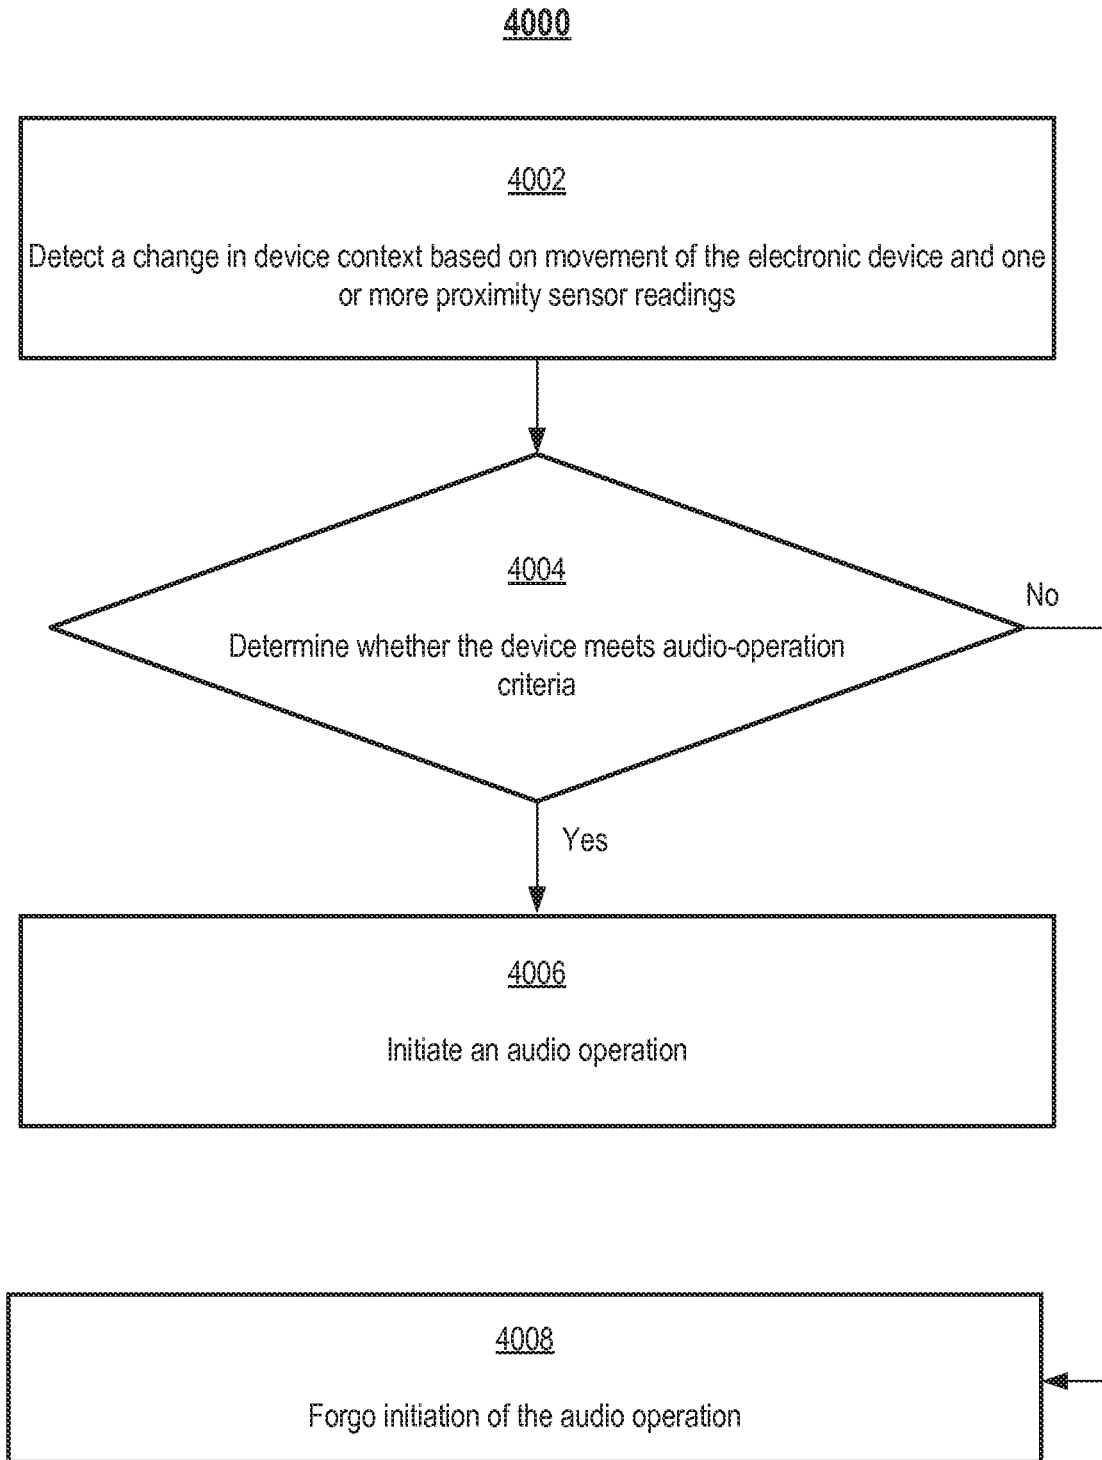 4000
4002
Detect a change in device context based on movement of the electronic device and one
or more proximity sensor readings
4004
No
Determine whether the device meets audio-operation
criteria
Yes
4006
Initiate an audio operation
4008
Forgo initiation of the audio operation